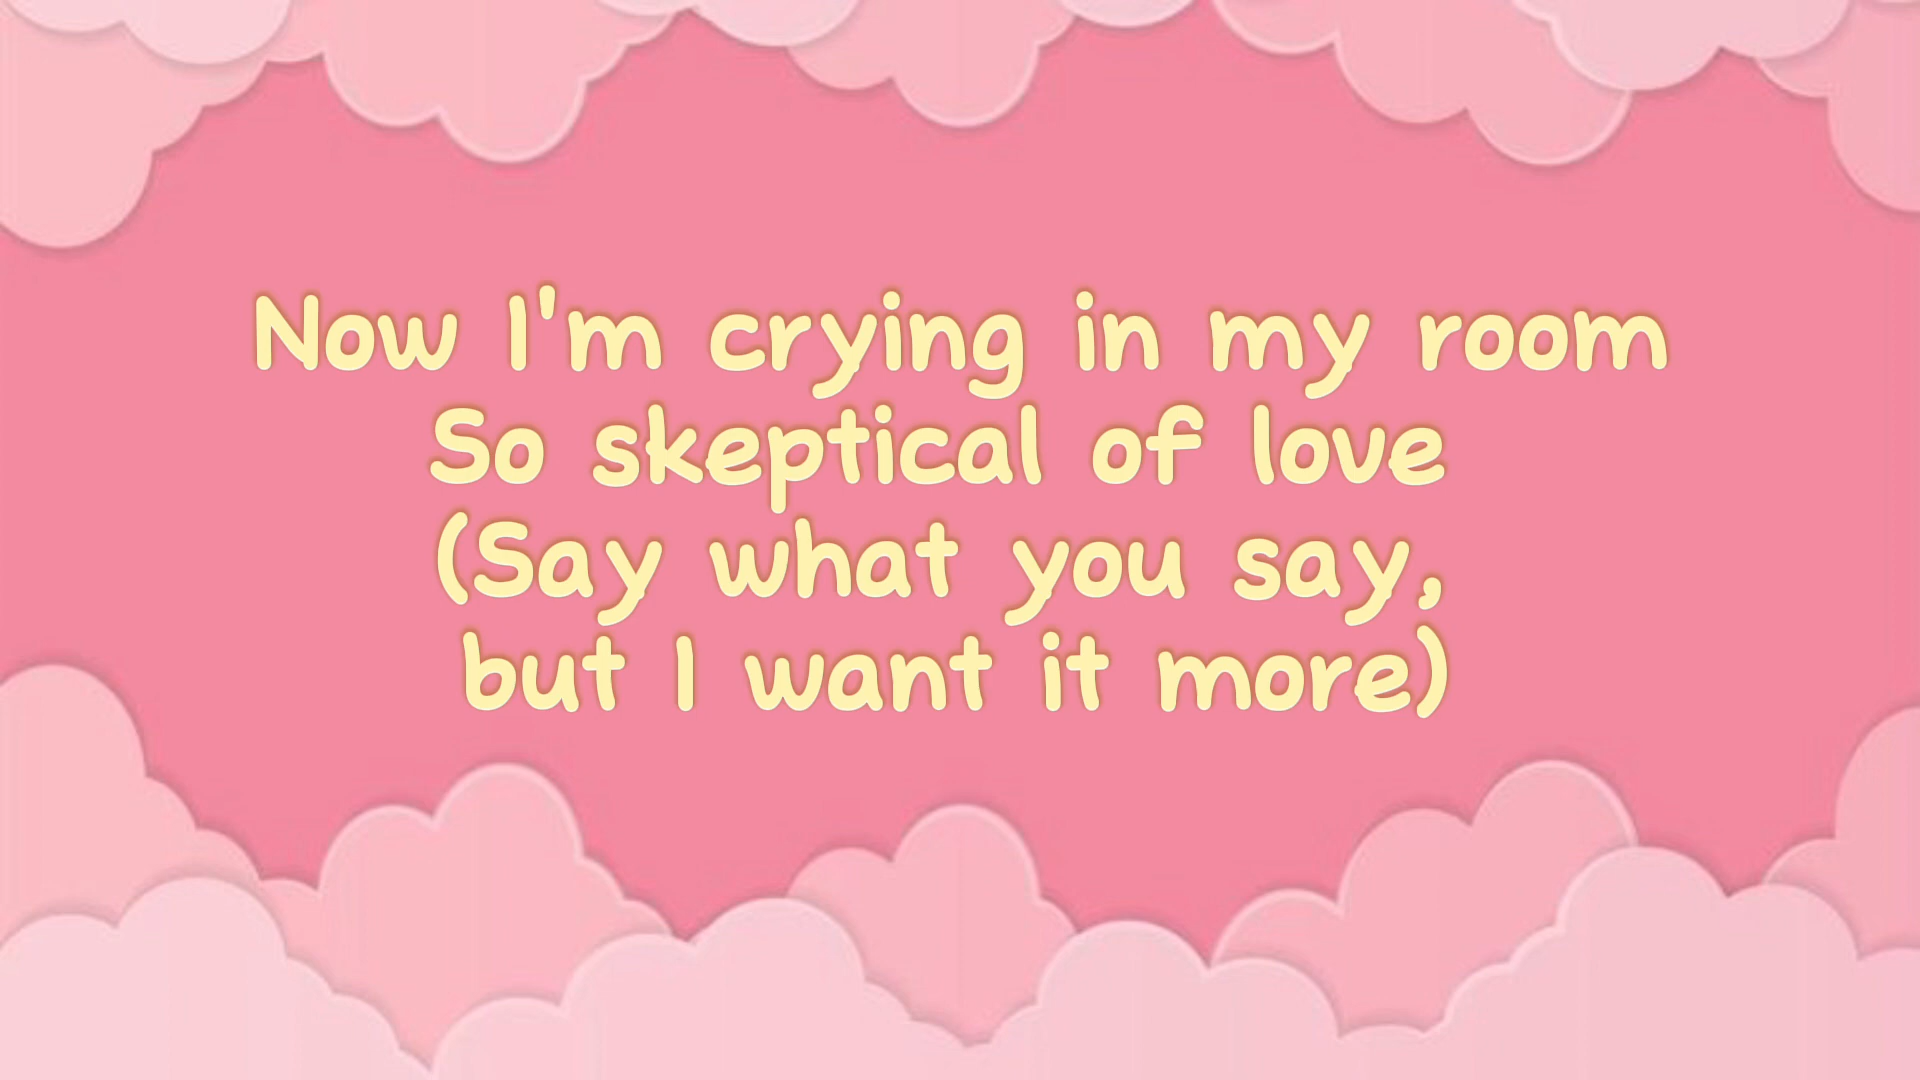 Now I'm crying in my room
So skeptical of love
(Say what you say,
but I want it more)